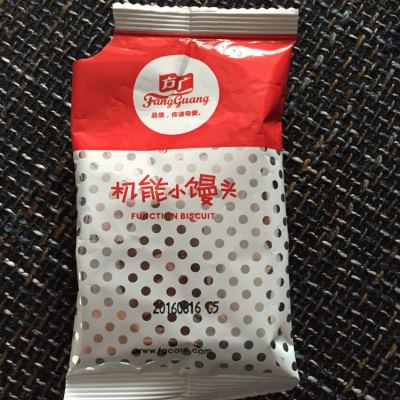 方广
FangGuang
品质，传递母爱。
机能小馒头
FUNCTION BISCUIT
20160816 C5
www.fgcare.com